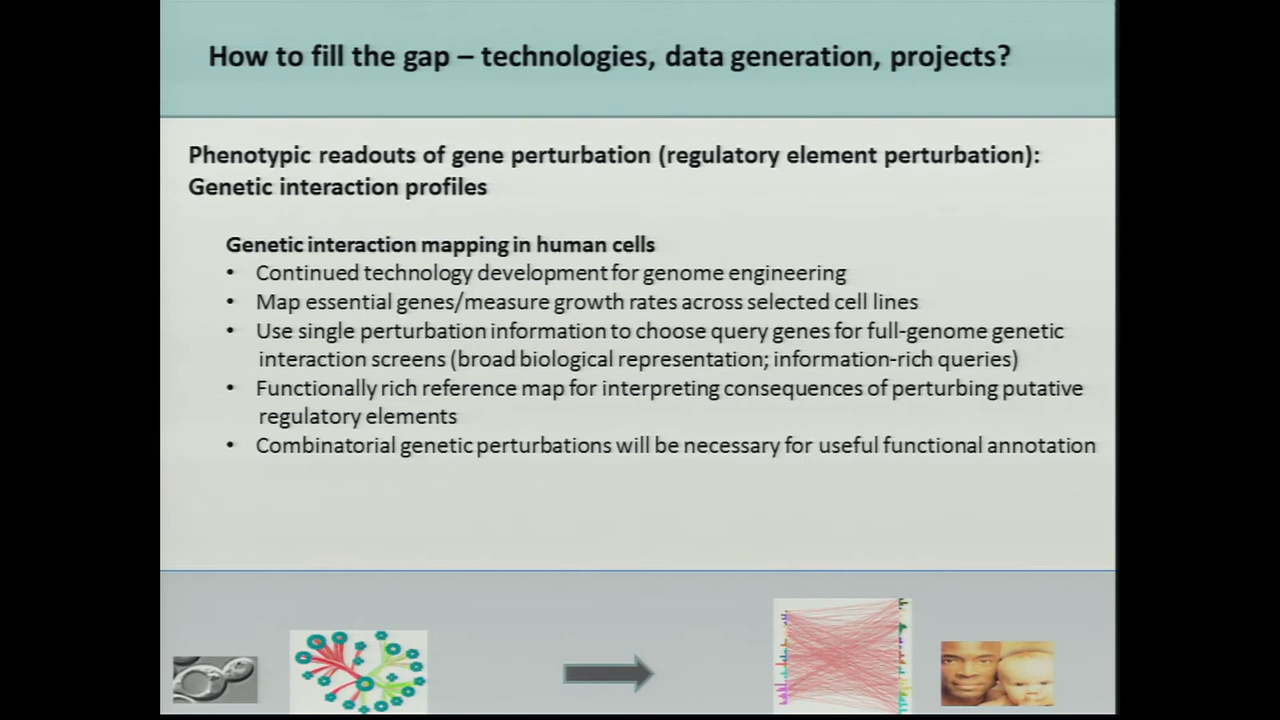 How to fill the gap – technologies, data generation, projects?
Phenotypic readouts of gene perturbation (regulatory element perturbation):
Genetic interaction profiles
Genetic interaction mapping in human cells
• Continued technology development for genome engineering
• Map essential genes/measure growth rates across selected cell lines
• Use single perturbation information to choose query genes for full-genome genetic
interaction screens (broad biological representation; information-rich queries)
• Functionally rich reference map for interpreting consequences of perturbing putative
regulatory elements
• Combinatorial genetic perturbations will be necessary for useful functional annotation